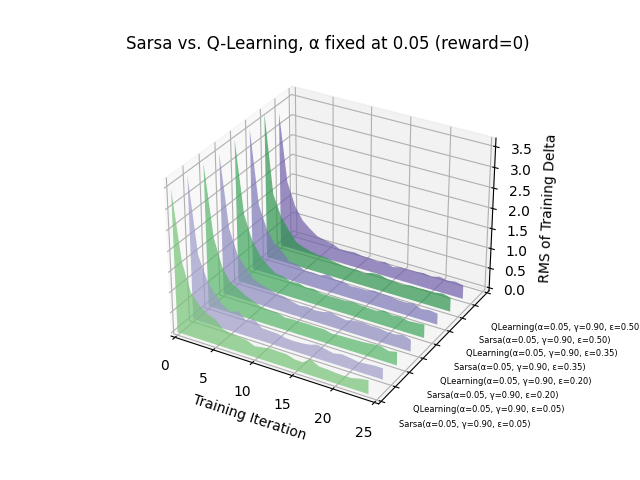 Sarsa vs. Q-Learning, α fixed at 0.05 (reward=0)
3.5
3.0
2.5
2.0
1.5
1.0
0.5
0.0
RMS of Training Delta
QLearning(α=0.05, γ=0.90, ε=0.50
Sarsa(α=0.05, γ=0.90, ε=0.50)
QLearning(α=0.05, γ=0.90, ε=0.35)
Sarsa(α=0.05, γ=0.90, ε=0.35)
QLearning(α=0.05, γ=0.90, ε=0.20)
Sarsa(α=0.05, γ=0.90, ε=0.20)
QLearning(α=0.05, γ=0.90, ε=0.05)
Sarsa(α=0.05, γ=0.90, ε=0.05)
0
5
10
15
20
25
Training Iteration